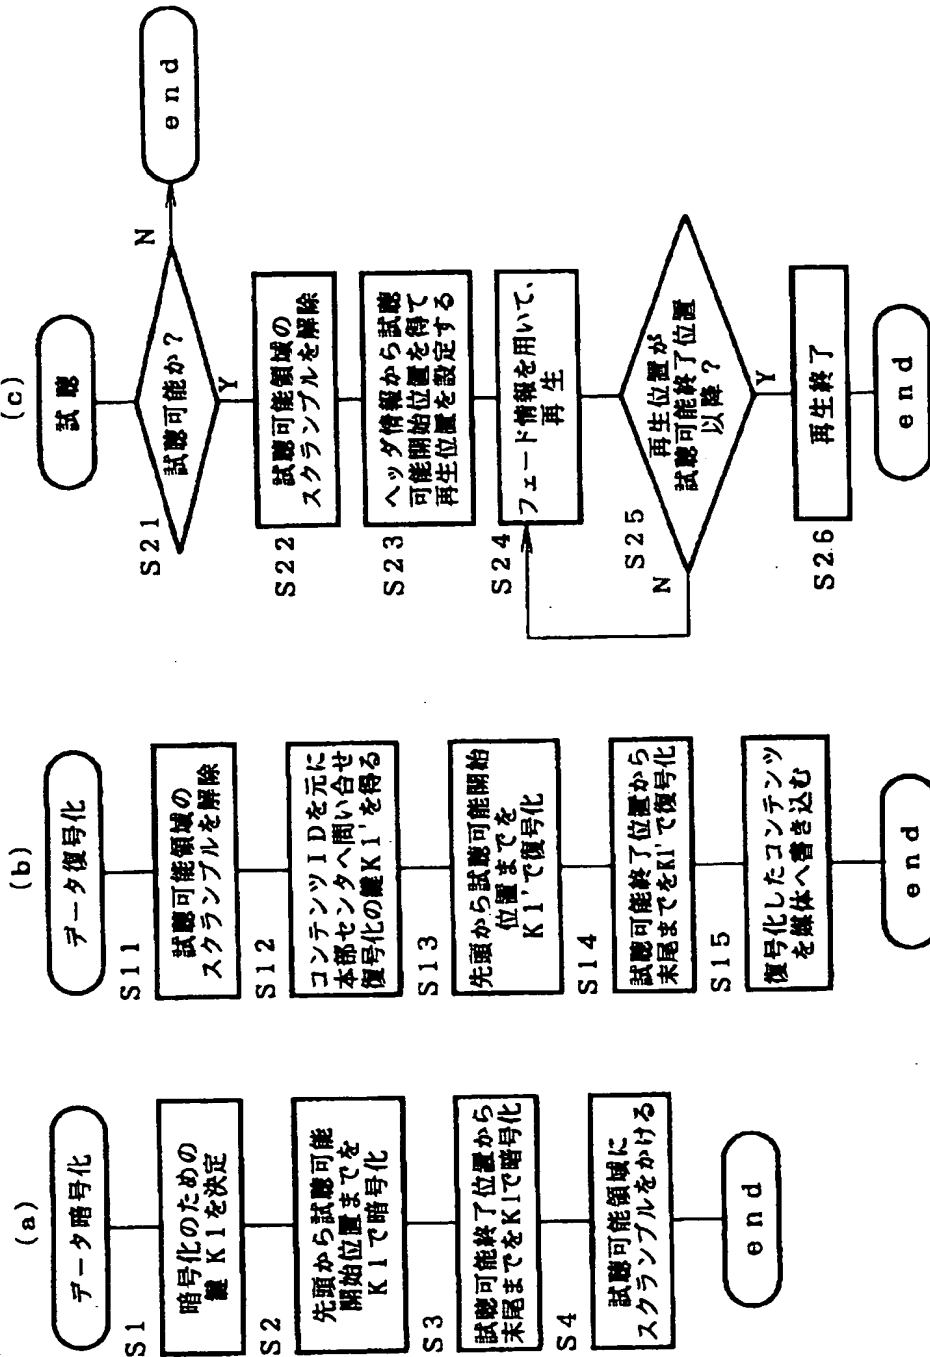 (a)
データ暗号化
S1
暗号化のための
鍵 K1を決定
S2
先頭から試聴可能
開始位置までを
K1で暗号化
S3
試聴可能終了位置から
末尾までをK1で暗号化
S4
試聴可能領域に
スクランブルをかける
end
(b)
データ復号化
S11
試聴可能領域の
スクランブルを解除
S12
コンテンツIDを元に
本部センタへ問い合せ
復号化の鍵K1'を得る
S13
先頭から試聴可能開始
位置までを
K1'で復号化
S14
試聴可能終了位置から
末尾までをK1'で復号化
S15
復号化したコンテンツ
を媒体へ書き込む
end
(c)
試聴
S21
試聴可能か?
N
end
Y
S22
試聴可能領域の
スクランブルを解除
S23
ヘッダ情報から試聴
可能開始位置を得て
再生位置を設定する
S24
フェード情報を用いて、
再生
S25
再生位置が
試聴可能終了位置
以降?
N
Y
S26
再生終了
end